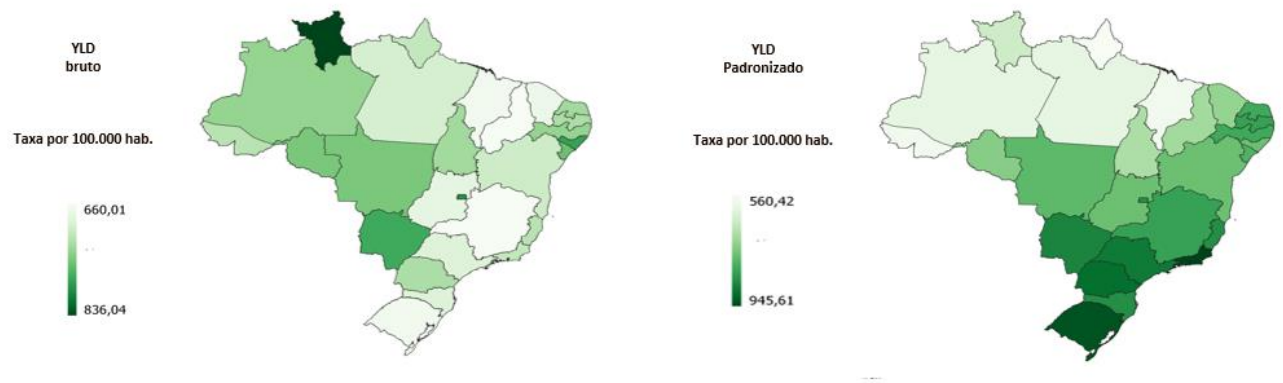 YLD
bruto
Taxa por 100.000 hab.
660,01
836,04
YLD
Padronizado
Taxa por 100.000 hab.
560,42
945,61